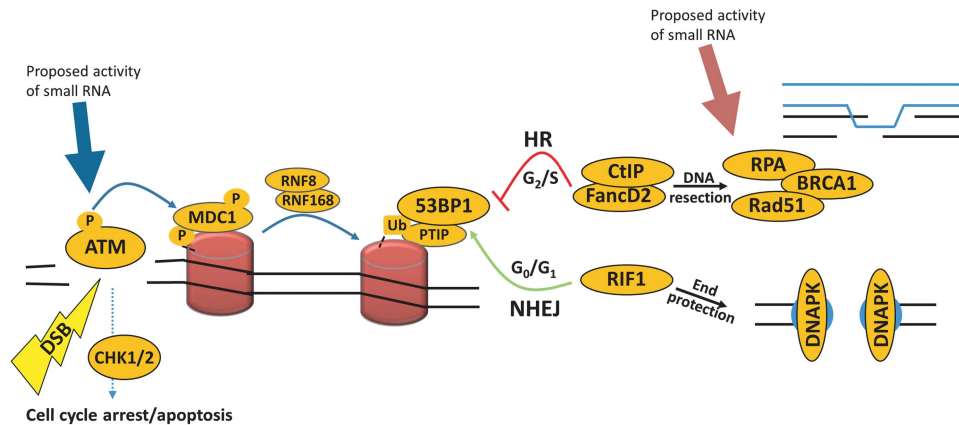 Proposed activity
of small RNA
Proposed activity
of small RNA
P
ATM
DSB
CHK1/2
Cell cycle arrest/apoptosis
P
MDC1
P
RNF8
RNF168
53BP1
Ub
PTIP
HR
G₂/S
CtIP
FancD2
DNA
resection
RPA
BRCA1
Rad51
G₀/G₁
NHEJ
RIF1
End
protection
DNAPK
DNAPK